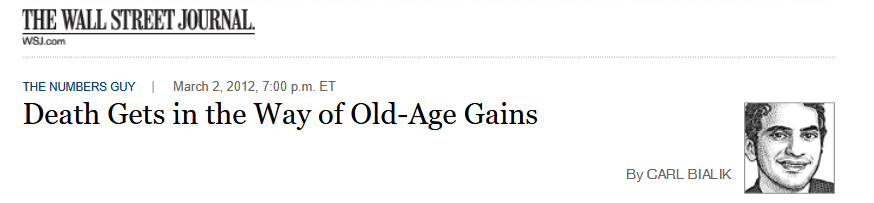 THE WALL STREET JOURNAL.
WSJ.com
THE NUMBERS GUY | March 2, 2012, 7:00 p.m. ET
Death Gets in the Way of Old-Age Gains
By CARL BIALIK